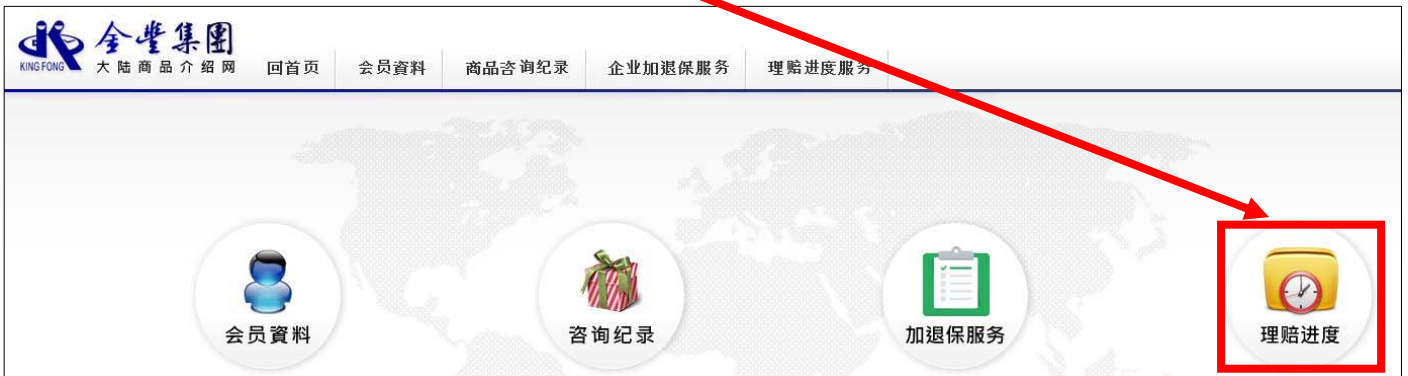 金豐集團
KING FONG
大陆商品介绍网
回首页 会员資料 商品咨询纪录 企业加退保服务 理赔进度服务
会员資料 咨询纪录 加退保服务 理赔进度